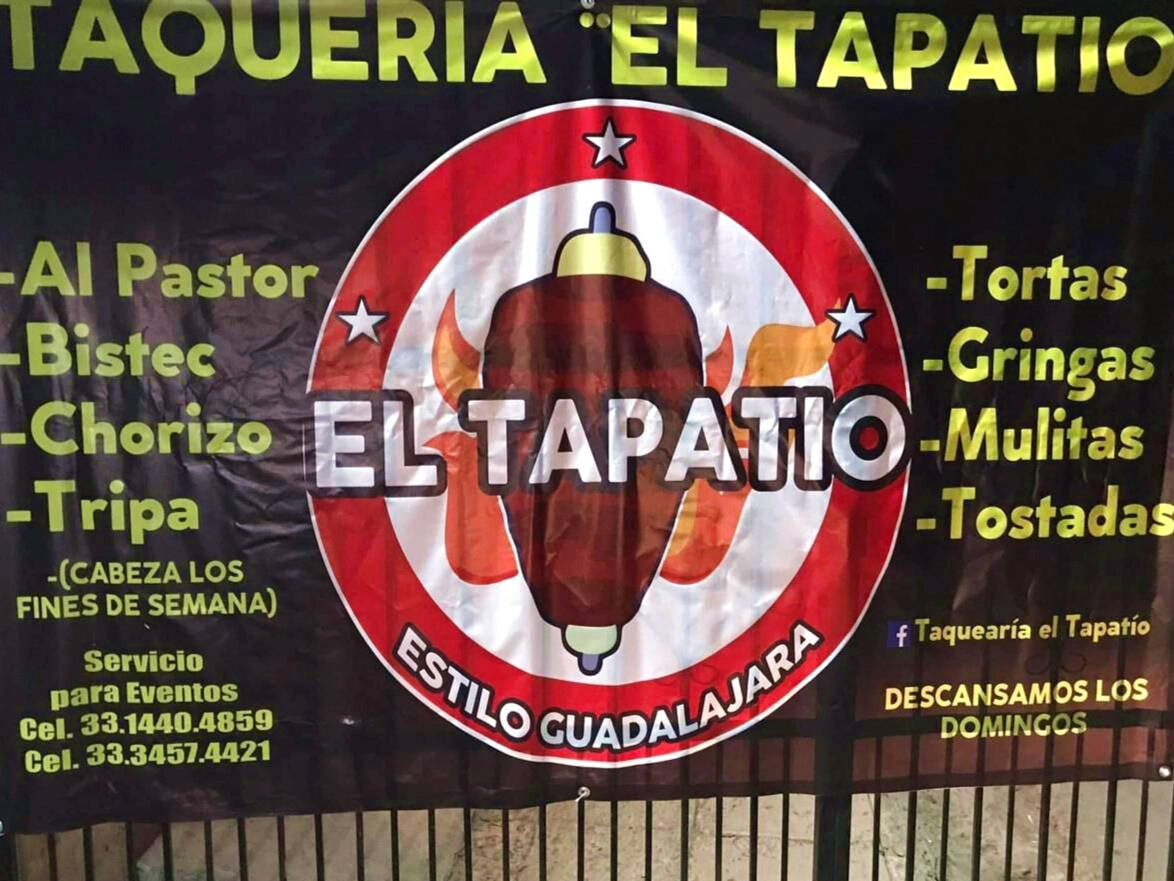 TAQUERIA "EL TAPATIO
-Al Pastor
-Bistec
-Chorizo
-Tripa
-(CABEZA LOS
FINES DE SEMANA)
Servicio
para Eventos
Cel. 33.1440.4859
Cel. 33.3457.4421
EL TAPATIO
ESTILO GUADALAJARA
-Tortas
-Gringas
-Mulitas
-Tostadas
f Taquearía el Tapatío
DESCANSAMOS LOS
DOMINGOS